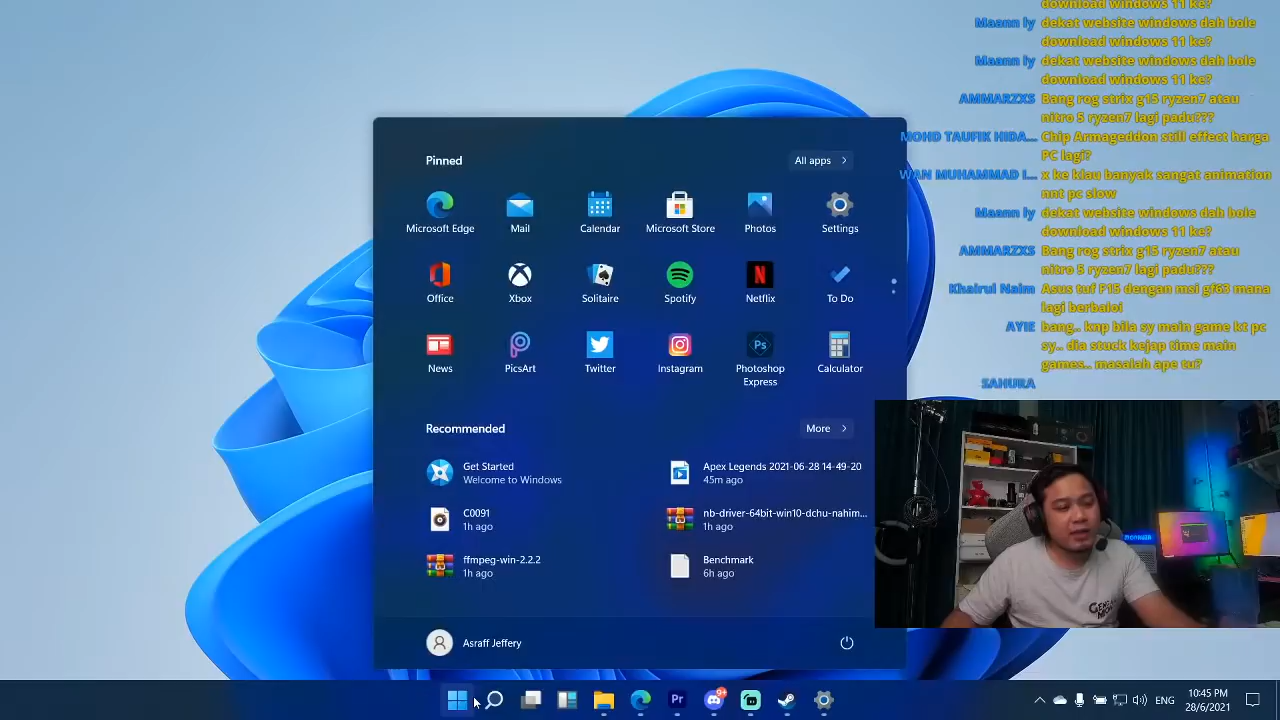 download windows 11 ke?
Maann ly dekat website windows dah bole
download windows 11 ke?
Maann ly dekat website windows dah bole
download windows 11 ke?
AMMARZXS Bang rog strix g15 ryzen7 atau
nitro 5 ryzen7 lagi padu???
MOHD TAUFIK HIDA... Chip Armageddon still effect harga
PC lagi?
WAN MUHAMMAD I... x ke klau banyak sangat animation
nnt pc slow
Maann ly dekat website windows dah bole
download windows 11 ke?
AMMARZXS Bang rog strix g15 ryzen7 atau
nitro 5 ryzen7 lagi padu???
Khairul Naim Asus tuf P15 dengan msi gf63 mana
lagi berbaloi
AYIE bang.. knp bila sy main game kt pc
sy.. dia stuck kejap time main
games.. masalah ape tu?
SAHURA
Pinned
All apps
Microsoft Edge
Mail
Calendar
Microsoft Store
Photos
Settings
Office
Xbox
Solitaire
Spotify
Netflix
To Do
News
PicsArt
Twitter
Instagram
Photoshop
Express
Calculator
Recommended
More
Get Started
Welcome to Windows
Apex Legends 2021-06-28 14-49-20
45m ago
C0091
1h ago
nb-driver-64bit-win10-dchu-nahim...
1h ago
ffmpeg-win-2.2.2
1h ago
Benchmark
6h ago
Asraff Jeffery
ENG
10:45 PM
28/6/2021